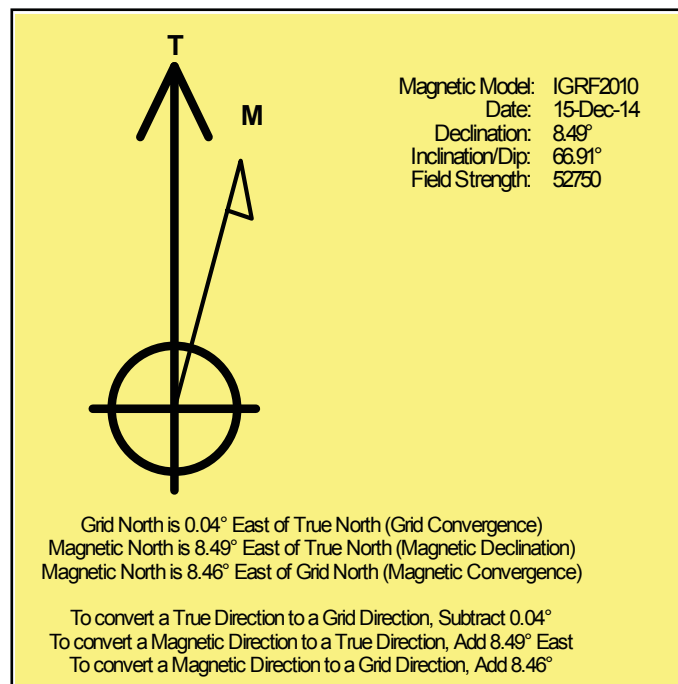 T
M
Magnetic Model: IGRF2010
Date: 15-Dec-14
Declination: 8.49°
Inclination/Dip: 66.91°
Field Strength: 52750
Grid North is 0.04° East of True North (Grid Convergence)
Magnetic North is 8.49° East of True North (Magnetic Declination)
Magnetic North is 8.46° East of Grid North (Magnetic Convergence)
To convert a True Direction to a Grid Direction, Subtract 0.04°
To convert a Magnetic Direction to a True Direction, Add 8.49° East
To convert a Magnetic Direction to a Grid Direction, Add 8.46°